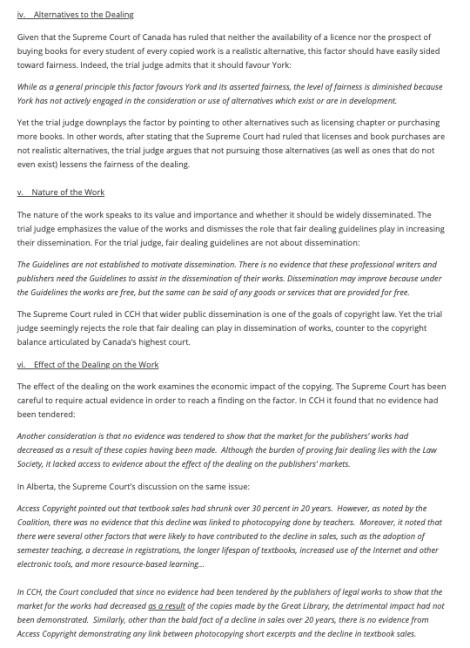 iv. Alternatives to the Dealing
Given that the Supreme Court of Canada has ruled that neither the availability of a licence nor the prospect of
buying books for every student of every copied work is a realistic alternative, this factor should have easily sided
toward fairness. Indeed, the trial judge admits that it should favour York:
While as a general principle this factor favours York and its asserted fairness, the level of fairness is diminished because
York has not actively engaged in the consideration or use of alternatives which exist or are in development.
Yet the trial judge downplays the factor by pointing to other alternatives such as licensing chapter or purchasing
more books. In other words, after stating that the Supreme Court had ruled that licenses and book purchases are
not realistic alternatives, the trial judge argues that not pursuing those alternatives (as well as ones that do not
even exist) lessens the fairness of the dealing.
v. Nature of the Work
The nature of the work speaks to its value and importance and whether it should be widely disseminated. The
trial judge emphasizes the value of the works and dismisses the role that fair dealing guidelines play in increasing
their dissemination. For the trial judge, fair dealing guidelines are not about dissemination:
The Guidelines are not established to motivate dissemination. There is no evidence that these professional writers and
publishers need the Guidelines to assist in the dissemination of their works. Dissemination may improve because under
the Guidelines the works are free, but the same can be said of any goods or services that are provided for free.
The Supreme Court ruled in CCH that wider public dissemination is one of the goals of copyright law. Yet the trial
judge seemingly rejects the role that fair dealing can play in dissemination of works, counter to the copyright
balance articulated by Canada's highest court.
vi. Effect of the Dealing on the Work
The effect of the dealing on the work examines the economic impact of the copying. The Supreme Court has been
careful to require actual evidence in order to reach a finding on the factor. In CCH it found that no evidence had
been tendered:
Another consideration is that no evidence was tendered to show that the market for the publishers' works had
decreased as a result of these copies having been made. Although the burden of proving fair dealing lies with the Law
Society, it lacked access to evidence about the effect of the dealing on the publishers' markets.
In Alberta, the Supreme Court's discussion on the same issue:
Access Copyright pointed out that textbook sales had shrunk over 30 percent in 20 years. However, as noted by the
Coalition, there was no evidence that this decline was linked to photocopying done by teachers. Moreover, it noted that
there were several other factors that were likely to have contributed to the decline in sales, such as the adoption of
semester teaching, a decrease in registrations, the longer lifespan of textbooks, increased use of the Internet and other
electronic tools, and more resource-based learning...
In CCH, the Court concluded that since no evidence had been tendered by the publishers of legal works to show that the
market for the works had decreased as a result of the copies made by the Great Library, the detrimental impact had not
been demonstrated. Similarly, other than the bald fact of a decline in sales over 20 years, there is no evidence from
Access Copyright demonstrating any link between photocopying short excerpts and the decline in textbook sales.